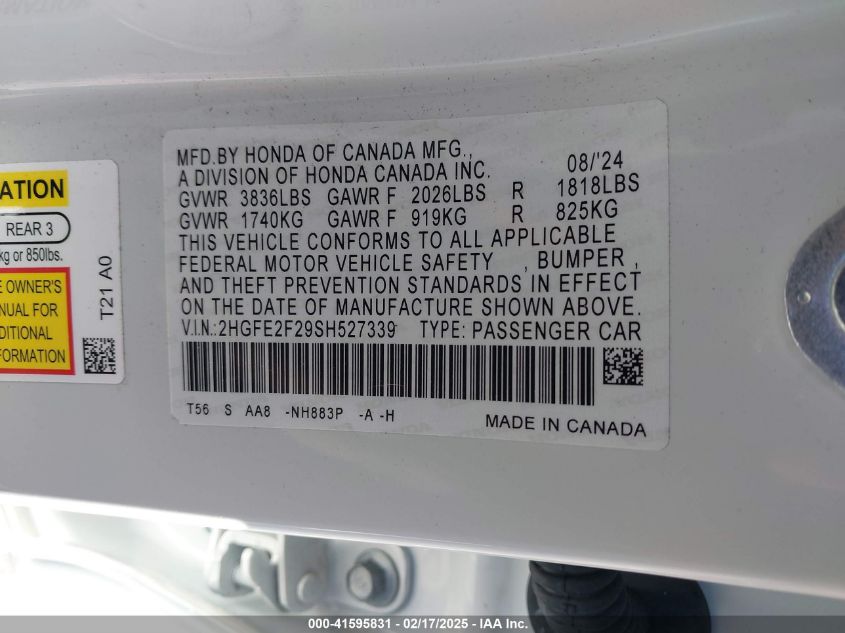 ATION
REAR 3
kg or 850lbs.
E OWNER'S
NUAL FOR
DITIONAL
FORMATION
T21 A0
MFD.BY HONDA OF CANADA MFG., 08/'24
A DIVISION OF HONDA CANADA INC.
GVWR 3836LBS GAWR F 2026LBS R 1818LBS
GVWR 1740KG GAWR F 919KG R 825KG
THIS VEHICLE CONFORMS TO ALL APPLICABLE
FEDERAL MOTOR VEHICLE SAFETY , BUMPER ,
AND THEFT PREVENTION STANDARDS IN EFFECT
ON THE DATE OF MANUFACTURE SHOWN ABOVE.
V.I.N.:2HGFE2F29SH527339 TYPE: PASSENGER CAR
T56 S AA8 -NH883P -A -H
MADE IN CANADA
000-41595831 - 02/17/2025 - IAA Inc.